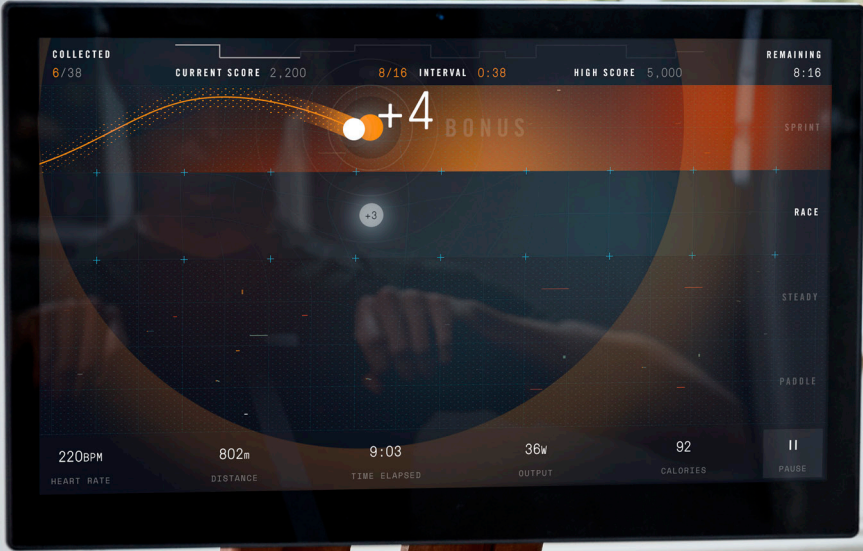 COLLECTED
6/38
CURRENT SCORE 2,200
8/16 INTERVAL 0:38
HIGH SCORE 5,000
REMAINING
8:16
+4
BONUS
SPRINT
+3
RACE
STEADY
PADDLE
220BPM
HEART RATE
802m
DISTANCE
9:03
TIME ELAPSED
36W
OUTPUT
92
CALORIES
PAUSE